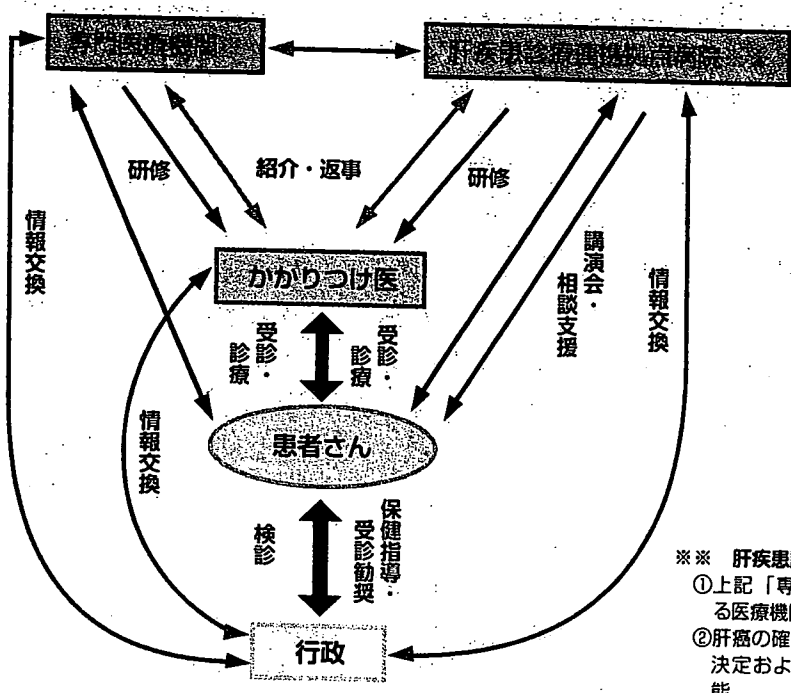 専門医療機関
肝疾患診療連携拠点病院
研修
紹介・返事
研修
情報交換
講演会・
相談支援
情報交換
かかりつけ医
受診・
診療
受診・
診療
情報交換
患者さん
検診
保健指導・
受診勧奨
行政
※※ 肝疾患
①上記「専
る医療機関
②肝癌の確
決定およ
能